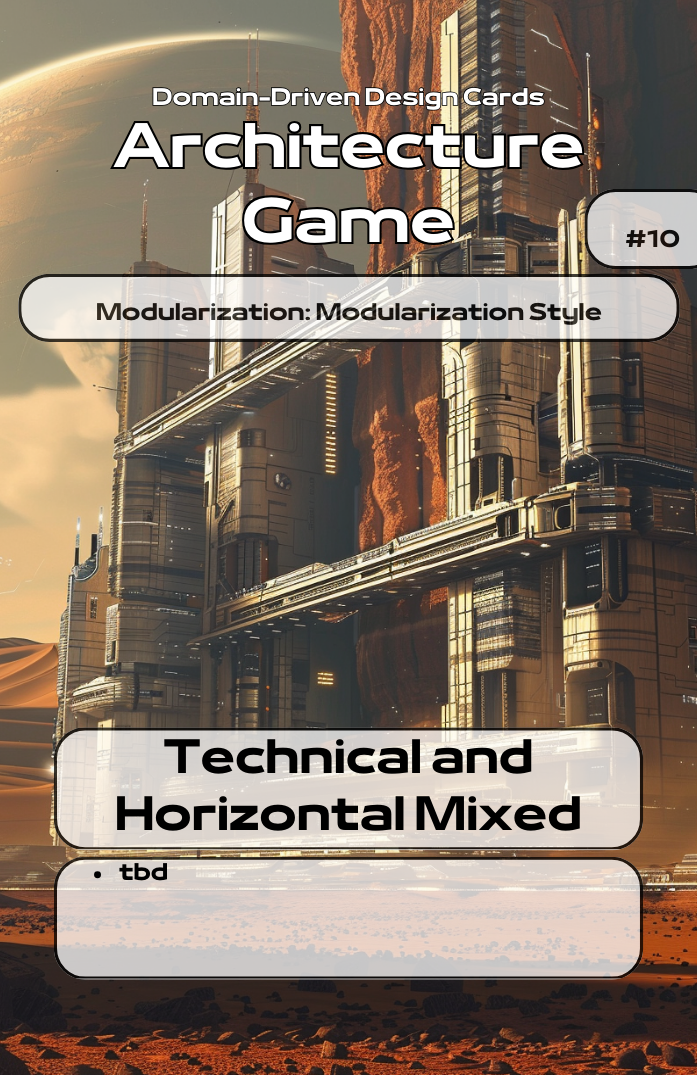 Domain-Driven Design Cards
Architecture
Game
#10
Modularization: Modularization Style
Technical and
Horizontal Mixed
• tbd